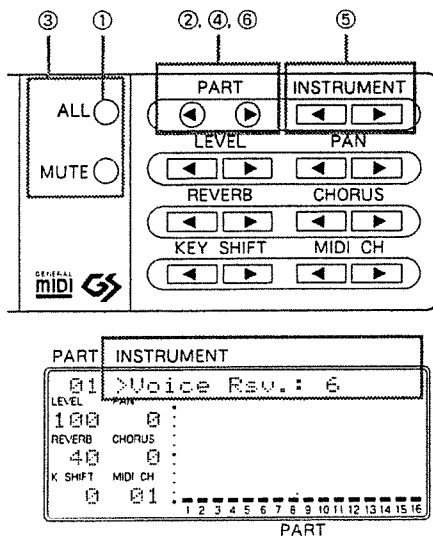 ③ ① ②, ④, ⑥ ⑤
ALL PART INSTRUMENT
LEVEL PAN
MUTE
REVERB CHORUS
KEY SHIFT MIDI CH
GENERAL
MIDI GS
PART INSTRUMENT
01 >Voice Rsv.: 6
LEVEL PAN
100 0
REVERB CHORUS
40 0
K SHIFT MIDI CH
0 01
1 2 3 4 5 6 7 8 9 10 11 12 13 14 15 16
PART